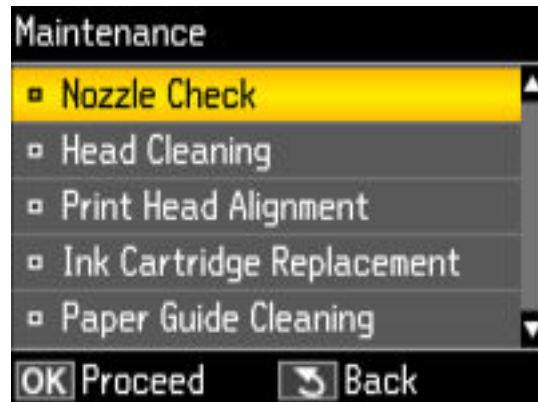 Maintenance
Nozzle Check
Head Cleaning
Print Head Alignment
Ink Cartridge Replacement
Paper Guide Cleaning
OK Proceed Back